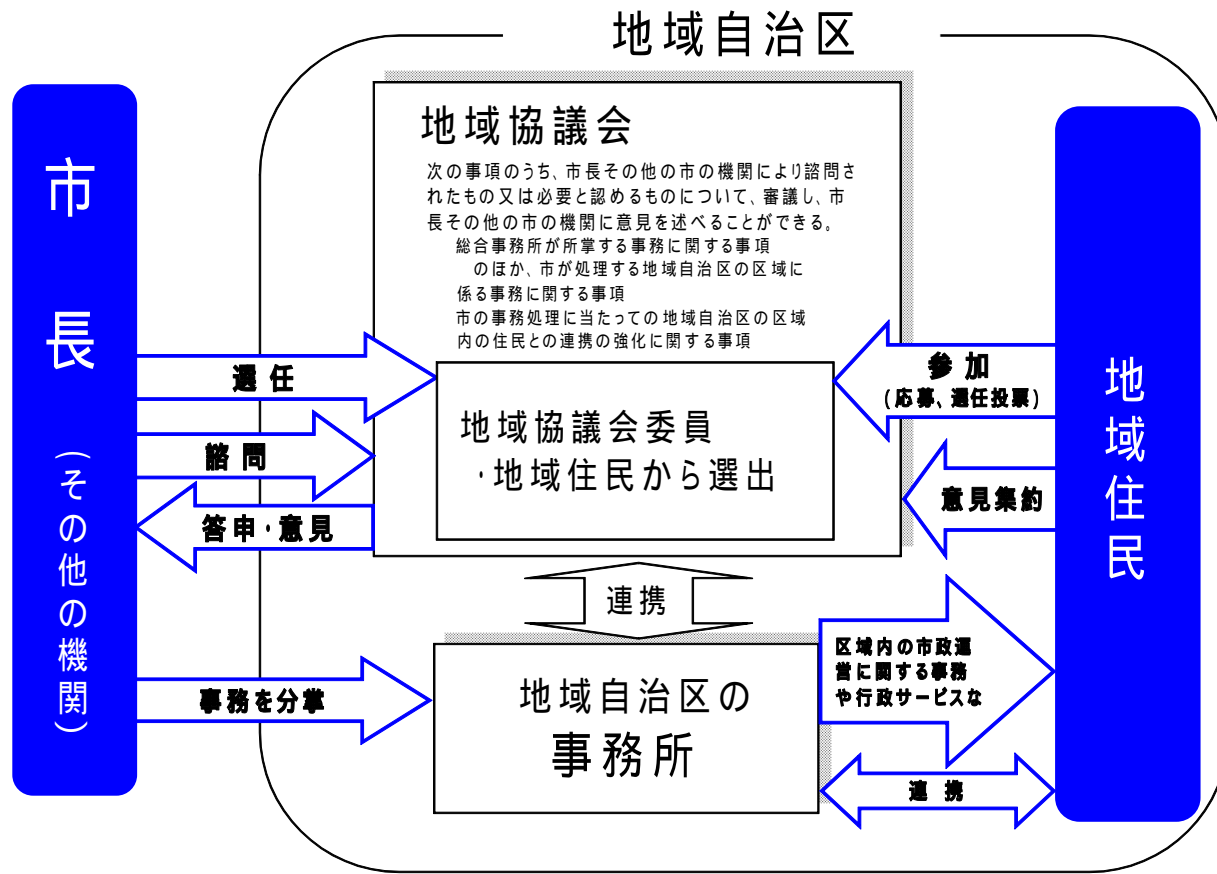 地域自治区
市長
(その他の機関)
地域協議会
次の事項のうち、市長その他の市の機関により諮問さ
れたもの又は必要と認めるものについて、審議し、市
長その他の市の機関に意見を述べることができる。
総合事務所が所掌する事務に関する事項
のほか、市が処理する地域自治区の区域に
係る事務に関する事項
市の事務処理に当たっての地域自治区の区域
内の住民との連携の強化に関する事項
選任
諮問
答申・意見
地域協議会委員
・地域住民から選出
参加
(応募、選任投票)
意見集約
地域住民
連携
事務を分掌
地域自治区の
事務所
区域内の市政運
営に関する事務
や行政サービスな
連携